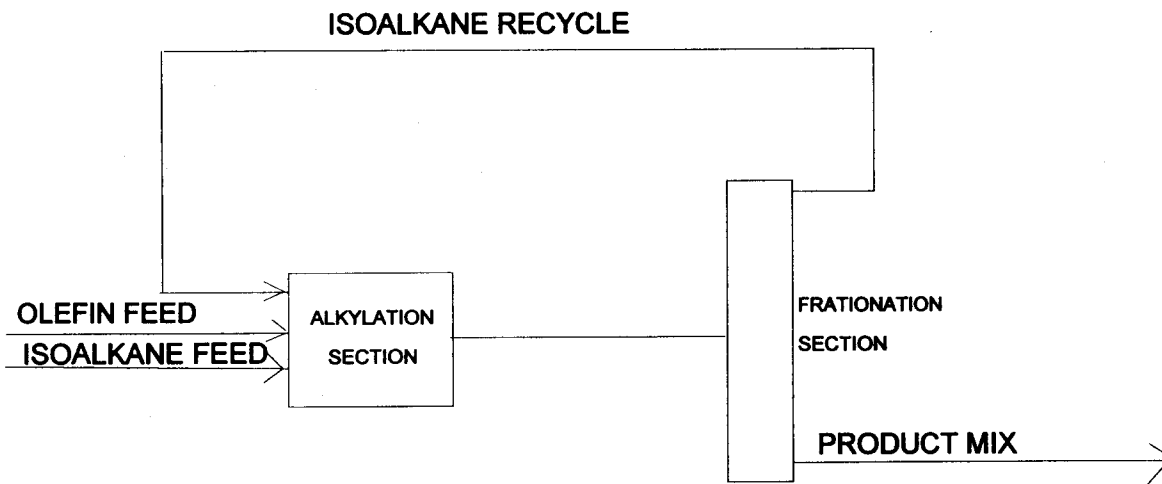 ISOALKANE RECYCLE
OLEFIN FEED
ISOALKANE FEED
ALKYLATION
SECTION
FRATIONATION
SECTION
PRODUCT MIX